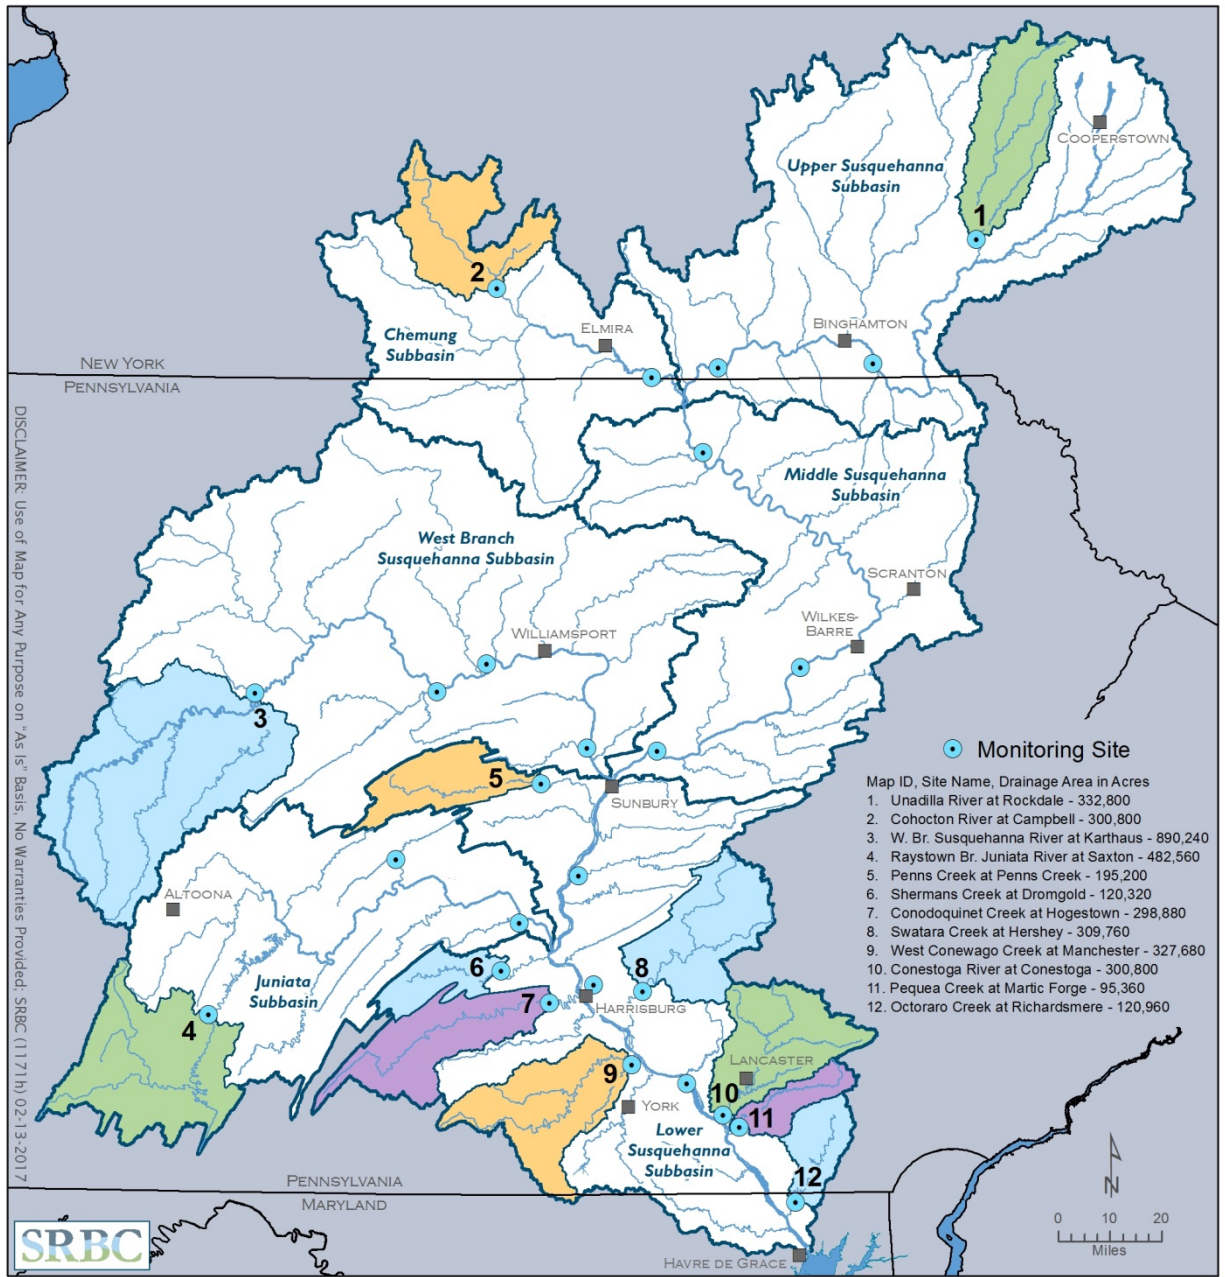 COOPERSTOWN
Upper Susquehanna
Subbasin
1
2
Chemung
Subbasin
ELMIRA
BINGHAMTON
NEW YORK
PENNSYLVANIA
Middle Susquehanna
Subbasin
West Branch
Susquehanna Subbasin
SCRANTON
WILKES-
BARRE
WILLIAMSPORT
3
5
SUNBURY
Monitoring Site
Map ID, Site Name, Drainage Area in Acres
1. Unadilla River at Rockdale - 332,800
2. Cohocton River at Campbell - 300,800
3. W. Br. Susquehanna River at Karthaus - 890,240
4. Raystown Br. Juniata River at Saxton - 482,560
5. Penns Creek at Penns Creek - 195,200
6. Shermans Creek at Dromgold - 120,320
7. Conodoquinet Creek at Hogestown - 298,880
8. Swatara Creek at Hershey - 309,760
9. West Conewago Creek at Manchester - 327,680
10. Conestoga River at Conestoga - 300,800
11. Pequea Creek at Martic Forge - 95,360
12. Octoraro Creek at Richardsmere - 120,960
ALTOONA
Juniata
Subbasin
6
8
7
HARRISBURG
4
LANCASTER
9
10
YORK
11
Lower
Susquehanna
Subbasin
12
PENNSYLVANIA
MARYLAND
HAVRE DE GRACE
N
0 10 20
Miles
SRBC
DISCLAIMER: Use of Map for Any Purpose on "As Is" Basis, No Warranties Provided; SRBC (1171h) 02-13-2017